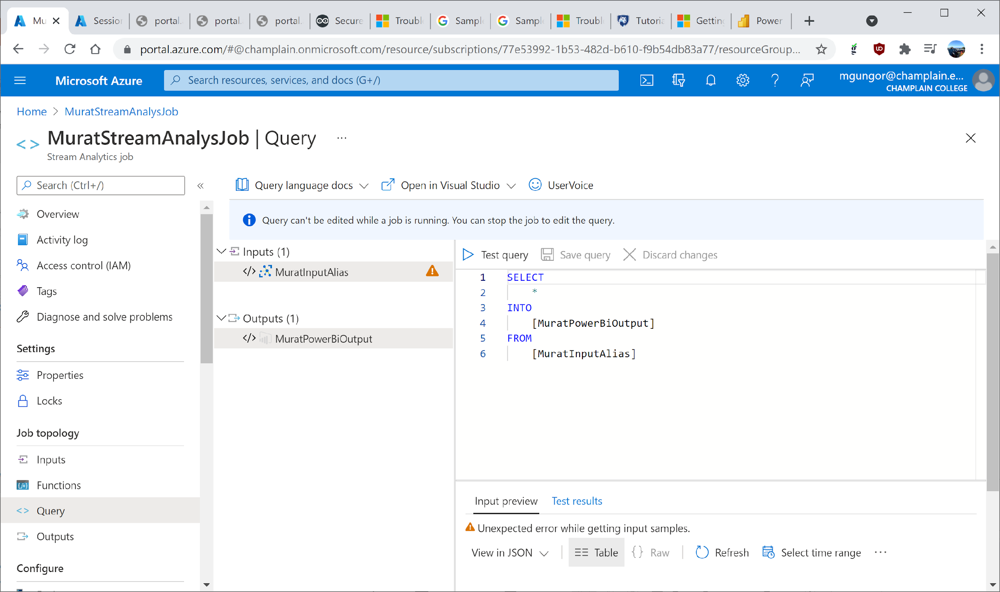 Mu
Session
portal.
portal.
portal.
Secure
Troubl
Sample
Sample
Troubl
Tutoria
Getting
Power
portal.azure.com/#@champlain.onmicrosoft.com/resource/subscriptions/77e53992-1b53-482d-b610-f9b54db83a77/resourceGroup...
Microsoft Azure
Search resources, services, and docs (G+/)
mgungor@champlain.e...
CHAMPLAIN COLLEGE
Home > MuratStreamAnalysJob
MuratStreamAnalysJob | Query ...
Stream Analytics job
Search (Ctrl+/)
«
Overview
Activity log
Access control (IAM)
Tags
Diagnose and solve problems
Settings
Properties
Locks
Job topology
Inputs
Functions
Query
Outputs
Configure
Query language docs
Open in Visual Studio
UserVoice
Query can't be edited while a job is running. You can stop the job to edit the query.
Inputs (1)
</> MuratInputAlias
Outputs (1)
</> MuratPowerBiOutput
Test query
Save query
Discard changes
1 SELECT
2 *
3 INTO
4 [MuratPowerBiOutput]
5 FROM
6 [MuratInputAlias]
Input preview
Test results
Unexpected error while getting input samples.
View in JSON
Table
{} Raw
Refresh
Select time range
...